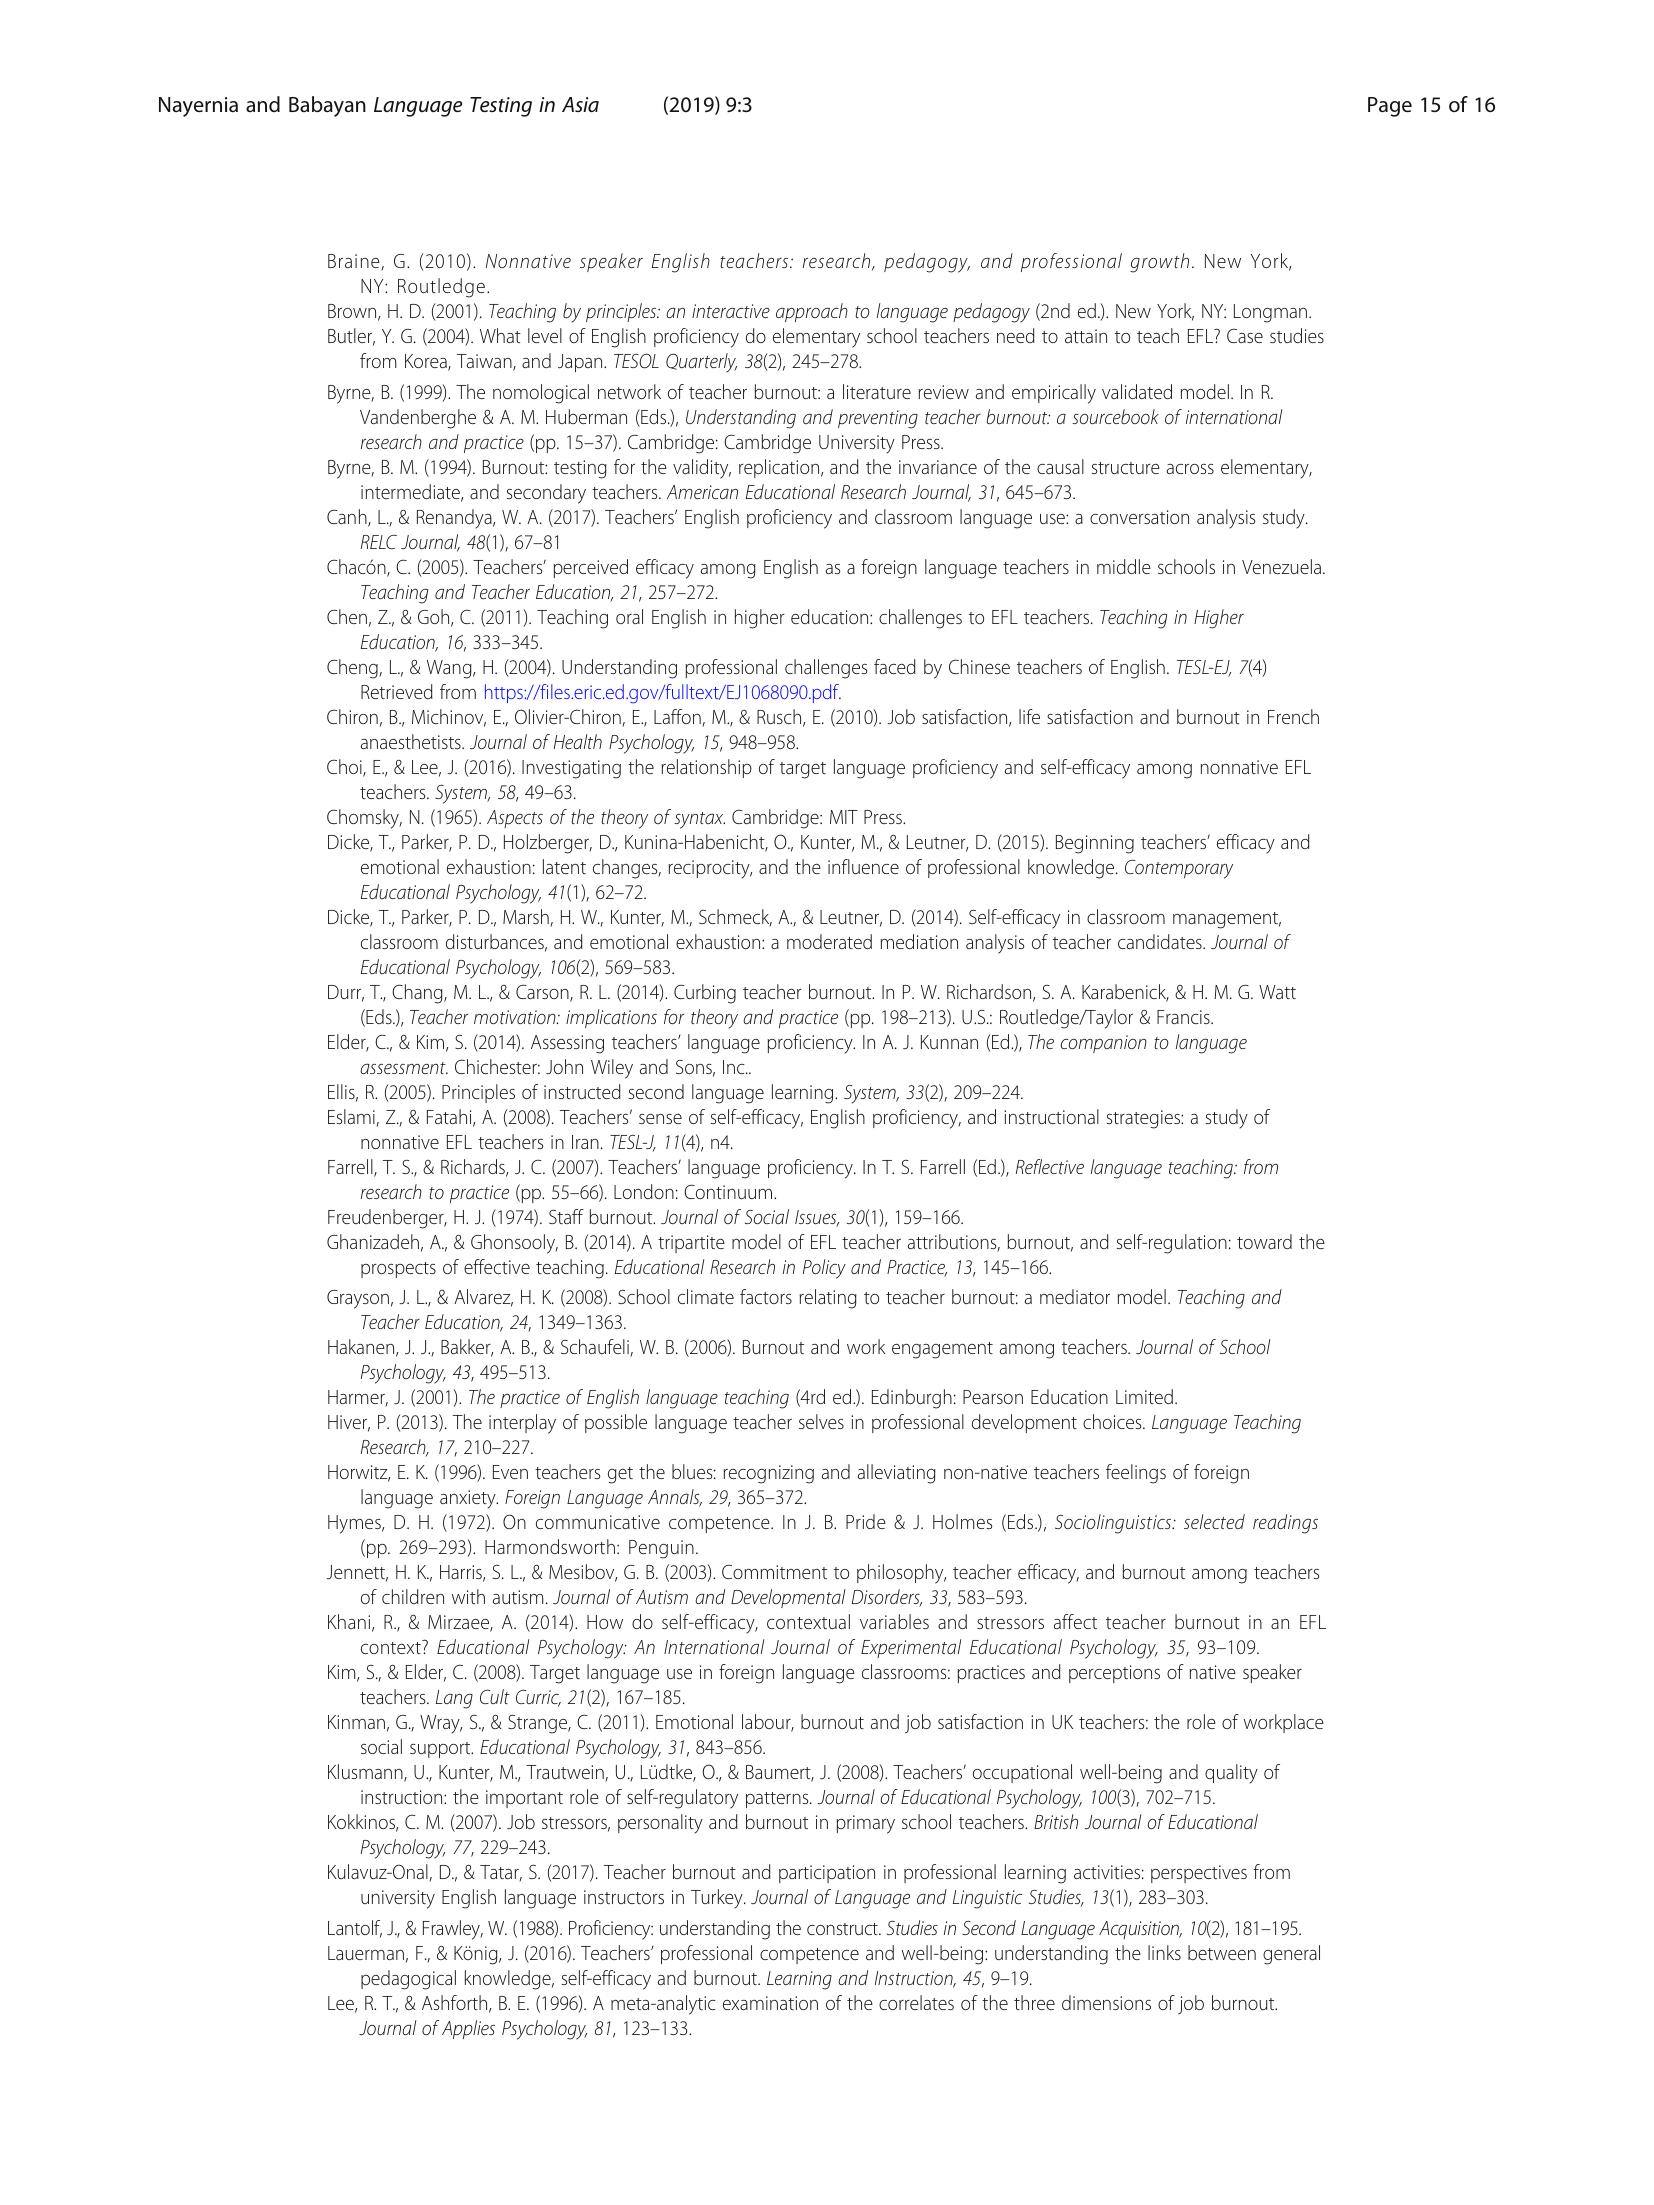 Nayernia and Babayan Language Testing in Asia (2019) 9:3 Page 15 of 16
Braine, G. (2010). Nonnative speaker English teachers: research, pedagogy, and professional growth. New York,
NY: Routledge.
Brown, H. D. (2001). Teaching by principles: an interactive approach to language pedagogy (2nd ed.). New York, NY: Longman.
Butler, Y. G. (2004). What level of English proficiency do elementary school teachers need to attain to teach EFL? Case studies
from Korea, Taiwan, and Japan. TESOL Quarterly, 38(2), 245–278.
Byrne, B. (1999). The nomological network of teacher burnout: a literature review and empirically validated model. In R.
Vandenberghe & A. M. Huberman (Eds.), Understanding and preventing teacher burnout: a sourcebook of international
research and practice (pp. 15–37). Cambridge: Cambridge University Press.
Byrne, B. M. (1994). Burnout: testing for the validity, replication, and the invariance of the causal structure across elementary,
intermediate, and secondary teachers. American Educational Research Journal, 31, 645–673.
Canh, L., & Renandya, W. A. (2017). Teachers' English proficiency and classroom language use: a conversation analysis study.
RELC Journal, 48(1), 67–81
Chacón, C. (2005). Teachers' perceived efficacy among English as a foreign language teachers in middle schools in Venezuela.
Teaching and Teacher Education, 21, 257–272.
Chen, Z., & Goh, C. (2011). Teaching oral English in higher education: challenges to EFL teachers. Teaching in Higher
Education, 16, 333–345.
Cheng, L., & Wang, H. (2004). Understanding professional challenges faced by Chinese teachers of English. TESL-EJ, 7(4)
Retrieved from https://files.eric.ed.gov/fulltext/EJ1068090.pdf.
Chiron, B., Michinov, E., Olivier-Chiron, E., Laffon, M., & Rusch, E. (2010). Job satisfaction, life satisfaction and burnout in French
anaesthetists. Journal of Health Psychology, 15, 948–958.
Choi, E., & Lee, J. (2016). Investigating the relationship of target language proficiency and self-efficacy among nonnative EFL
teachers. System, 58, 49–63.
Chomsky, N. (1965). Aspects of the theory of syntax. Cambridge: MIT Press.
Dicke, T., Parker, P. D., Holzberger, D., Kunina-Habenicht, O., Kunter, M., & Leutner, D. (2015). Beginning teachers' efficacy and
emotional exhaustion: latent changes, reciprocity, and the influence of professional knowledge. Contemporary
Educational Psychology, 41(1), 62–72.
Dicke, T., Parker, P. D., Marsh, H. W., Kunter, M., Schmeck, A., & Leutner, D. (2014). Self-efficacy in classroom management,
classroom disturbances, and emotional exhaustion: a moderated mediation analysis of teacher candidates. Journal of
Educational Psychology, 106(2), 569–583.
Durr, T., Chang, M. L., & Carson, R. L. (2014). Curbing teacher burnout. In P. W. Richardson, S. A. Karabenick, & H. M. G. Watt
(Eds.), Teacher motivation: implications for theory and practice (pp. 198–213). U.S.: Routledge/Taylor & Francis.
Elder, C., & Kim, S. (2014). Assessing teachers' language proficiency. In A. J. Kunnan (Ed.), The companion to language
assessment. Chichester: John Wiley and Sons, Inc..
Ellis, R. (2005). Principles of instructed second language learning. System, 33(2), 209–224.
Eslami, Z., & Fatahi, A. (2008). Teachers' sense of self-efficacy, English proficiency, and instructional strategies: a study of
nonnative EFL teachers in Iran. TESL-J, 11(4), n4.
Farrell, T. S., & Richards, J. C. (2007). Teachers' language proficiency. In T. S. Farrell (Ed.), Reflective language teaching: from
research to practice (pp. 55–66). London: Continuum.
Freudenberger, H. J. (1974). Staff burnout. Journal of Social Issues, 30(1), 159–166.
Ghanizadeh, A., & Ghonsooly, B. (2014). A tripartite model of EFL teacher attributions, burnout, and self-regulation: toward the
prospects of effective teaching. Educational Research in Policy and Practice, 13, 145–166.
Grayson, J. L., & Alvarez, H. K. (2008). School climate factors relating to teacher burnout: a mediator model. Teaching and
Teacher Education, 24, 1349–1363.
Hakanen, J. J., Bakker, A. B., & Schaufeli, W. B. (2006). Burnout and work engagement among teachers. Journal of School
Psychology, 43, 495–513.
Harmer, J. (2001). The practice of English language teaching (4rd ed.). Edinburgh: Pearson Education Limited.
Hiver, P. (2013). The interplay of possible language teacher selves in professional development choices. Language Teaching
Research, 17, 210–227.
Horwitz, E. K. (1996). Even teachers get the blues: recognizing and alleviating non-native teachers feelings of foreign
language anxiety. Foreign Language Annals, 29, 365–372.
Hymes, D. H. (1972). On communicative competence. In J. B. Pride & J. Holmes (Eds.), Sociolinguistics: selected readings
(pp. 269–293). Harmondsworth: Penguin.
Jennett, H. K., Harris, S. L., & Mesibov, G. B. (2003). Commitment to philosophy, teacher efficacy, and burnout among teachers
of children with autism. Journal of Autism and Developmental Disorders, 33, 583–593.
Khani, R., & Mirzaee, A. (2014). How do self-efficacy, contextual variables and stressors affect teacher burnout in an EFL
context? Educational Psychology: An International Journal of Experimental Educational Psychology, 35, 93–109.
Kim, S., & Elder, C. (2008). Target language use in foreign language classrooms: practices and perceptions of native speaker
teachers. Lang Cult Curric, 21(2), 167–185.
Kinman, G., Wray, S., & Strange, C. (2011). Emotional labour, burnout and job satisfaction in UK teachers: the role of workplace
social support. Educational Psychology, 31, 843–856.
Klusmann, U., Kunter, M., Trautwein, U., Lüdtke, O., & Baumert, J. (2008). Teachers' occupational well-being and quality of
instruction: the important role of self-regulatory patterns. Journal of Educational Psychology, 100(3), 702–715.
Kokkinos, C. M. (2007). Job stressors, personality and burnout in primary school teachers. British Journal of Educational
Psychology, 77, 229–243.
Kulavuz-Onal, D., & Tatar, S. (2017). Teacher burnout and participation in professional learning activities: perspectives from
university English language instructors in Turkey. Journal of Language and Linguistic Studies, 13(1), 283–303.
Lantolf, J., & Frawley, W. (1988). Proficiency: understanding the construct. Studies in Second Language Acquisition, 10(2), 181–195.
Lauerman, F., & König, J. (2016). Teachers' professional competence and well-being: understanding the links between general
pedagogical knowledge, self-efficacy and burnout. Learning and Instruction, 45, 9–19.
Lee, R. T., & Ashforth, B. E. (1996). A meta-analytic examination of the correlates of the three dimensions of job burnout.
Journal of Applies Psychology, 81, 123–133.